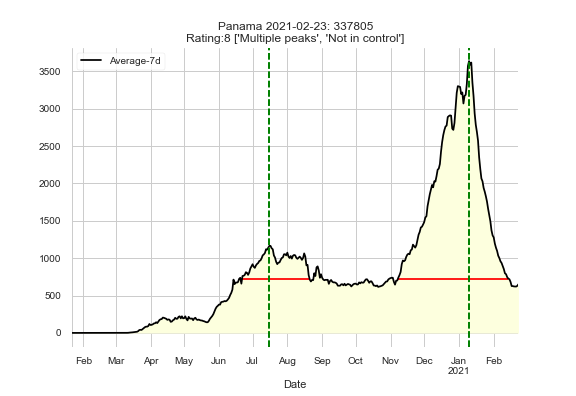 Panama 2021-02-23: 337805
Rating:8 ['Multiple peaks', 'Not in control']
Average-7d
3500
3000
2500
2000
1500
1000
500
0
Feb Mar Apr May Jun Jul Aug Sep Oct Nov Dec Jan Feb
2021
Date